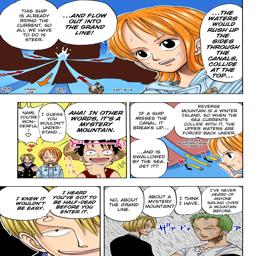 THIS SHIP
IS ALREADY
RIDING THE
CURRENT, SO
ALL WE
HAVE TO
DO IS
STEER.
...AND FLOW
OUT INTO
THE GRAND
LINE!
...THE
WATERS
WOULD
RUSH UP
THE
SIDES
THROUGH
THE
CANALS,
COLLIDE
AT THE
TOP...
EAST BLUE
NAMI,
YOU'RE
WONDERFUL
I GUESS
YOU
WOULDN'T
UNDER-
STAND...
AHA! IN OTHER
WORDS, IT'S A
MYSTERY
MOUNTAIN.
IF A SHIP
MISSES THE
CANAL, IT
BREAKS UP...
...AND IS
SWALLOWED
BY THE SEA.
GET IT?
REVERSE
MOUNTAIN IS A WINTER
ISLAND, SO WHEN THE
SEA CURRENTS
COLLIDE WITH IT, THE
UPPER WATERS ARE
FORCED BACK UNDER
I KNEW IT
WOULDN'T
BE EASY.
I HEARD
YOU'VE GOT TO
BE HALF-DEAD
BEFORE YOU
ENTER IT.
NO, ABOUT
THE GRAND
LINE.
ABOUT A
MYSTERY
MOUNTAIN?
I THINK I
HAVE.
I'VE NEVER
HEARD OF
ANYONE
SAILING OVER
A MOUNTAIN
BEFORE.